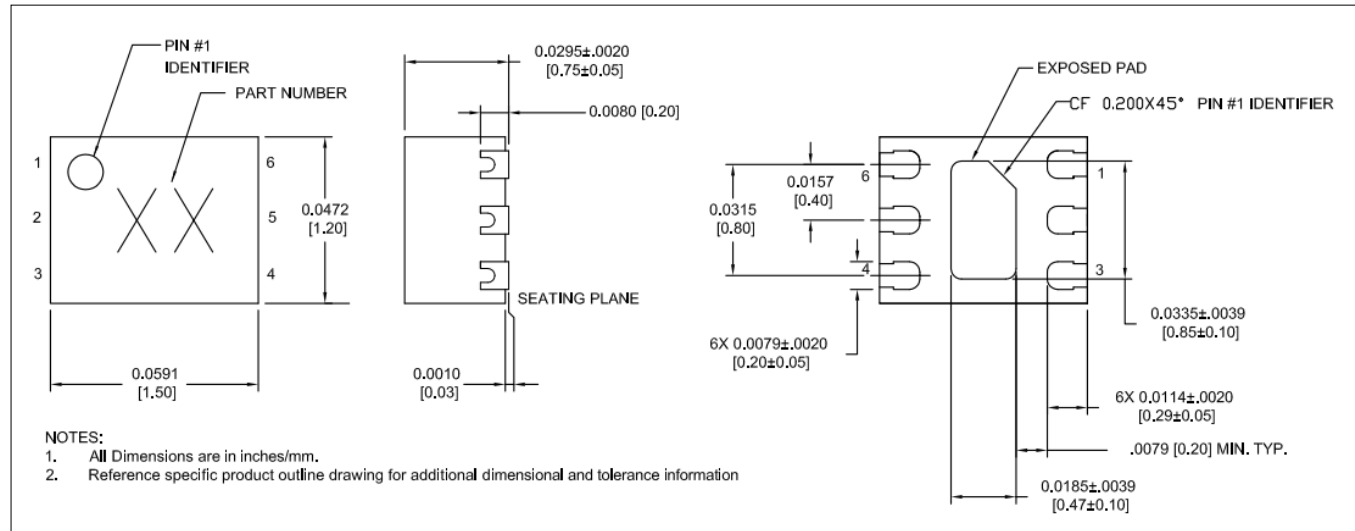 PIN #1
IDENTIFIER
PART NUMBER
1
2
3
6
5
4
XX
0.0472
[1.20]
0.0591
[1.50]
0.0295±.0020
[0.75±0.05]
0.0080 [0.20]
SEATING PLANE
0.0010
[0.03]
EXPOSED PAD
CF 0.200X45° PIN #1 IDENTIFIER
6
4
1
3
0.0157
[0.40]
0.0315
[0.80]
6X 0.0079±.0020
[0.20±0.05]
0.0335±.0039
[0.85±0.10]
6X 0.0114±.0020
[0.29±0.05]
.0079 [0.20] MIN. TYP.
0.0185±.0039
[0.47±0.10]
NOTES:
1. All Dimensions are in inches/mm.
2. Reference specific product outline drawing for additional dimensional and tolerance information